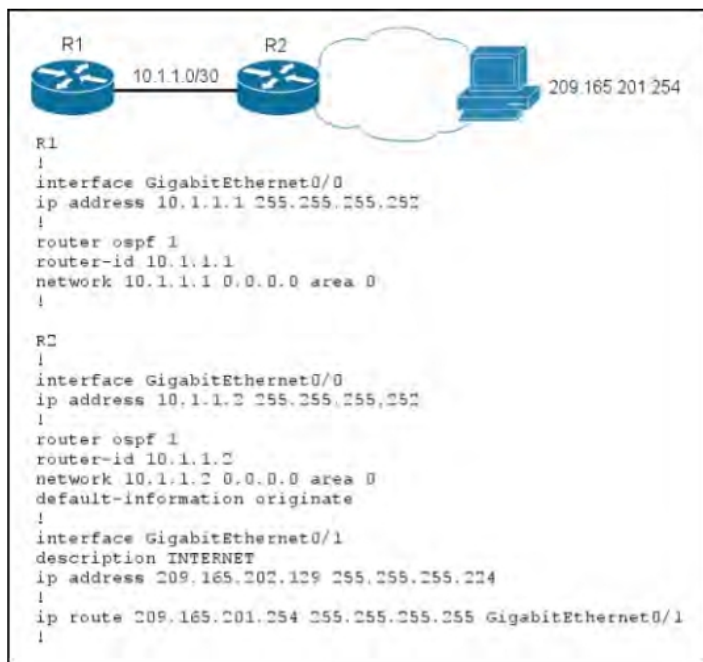 R1 R2
10.1.1.0/30
209.165.201.254
R1
!
interface GigabitEthernet0/0
ip address 10.1.1.1 255.255.255.252
!
router ospf 1
router-id 10.1.1.1
network 10.1.1.1 0.0.0.0 area 0
!
R2
!
interface GigabitEthernet0/0
ip address 10.1.1.2 255.255.255.252
!
router ospf 1
router-id 10.1.1.2
network 10.1.1.2 0.0.0.0 area 0
default-information originate
!
interface GigabitEthernet0/1
description INTERNET
ip address 209.165.202.129 255.255.255.224
!
ip route 209.165.201.254 255.255.255.255 GigabitEthernet0/1
!